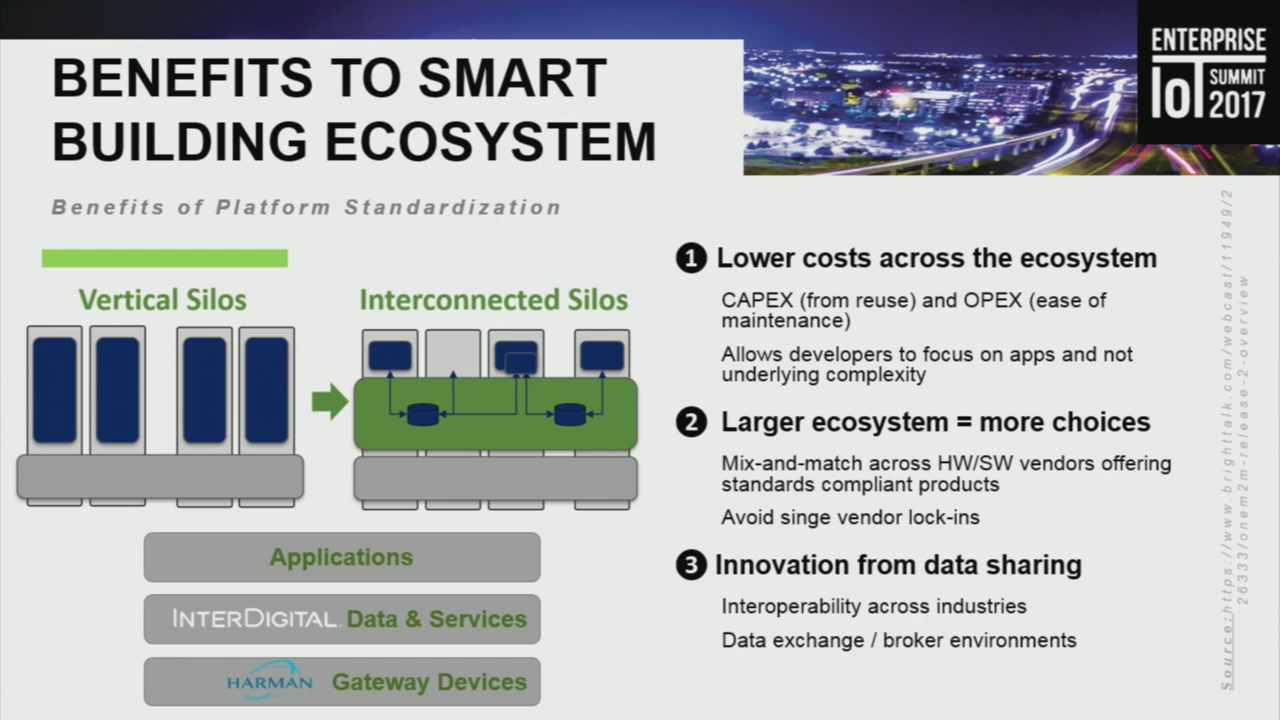 BENEFITS TO SMART
BUILDING ECOSYSTEM
ENTERPRISE
IoT SUMMIT
2017
Benefits of Platform Standardization
Vertical Silos
Interconnected Silos
Applications
INTERDIGITAL Data & Services
HARMAN Gateway Devices
1 Lower costs across the ecosystem
CAPEX (from reuse) and OPEX (ease of
maintenance)
Allows developers to focus on apps and not
underlying complexity
2 Larger ecosystem = more choices
Mix-and-match across HW/SW vendors offering
standards compliant products
Avoid singe vendor lock-ins
3 Innovation from data sharing
Interoperability across industries
Data exchange / broker environments
Source:https://www.brighttalk.com/webcast/11949/2
26333/onem2m-release-2-overview